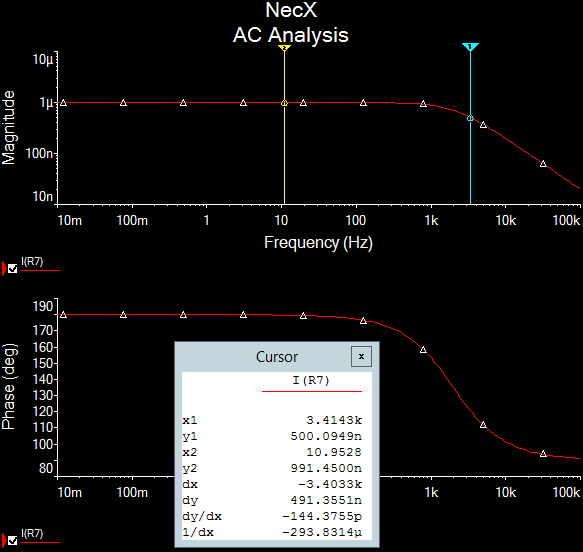 NecX
AC Analysis
2
1
10µ
1µ
100n
10n
Magnitude
10m 100m 1 10 100 1k 10k 100k
Frequency (Hz)
I(R7)
190
170
160
150
140
130
120
110
100
80
Phase (deg)
10m 100m 1k 10k 100k
Cursor x
I(R7)
x1 3.4143k
y1 500.0949n
x2 10.9528
y2 991.4500n
dx -3.4033k
dy 491.3551n
dy/dx -144.3755p
1/dx -293.8314µ
I(R7)